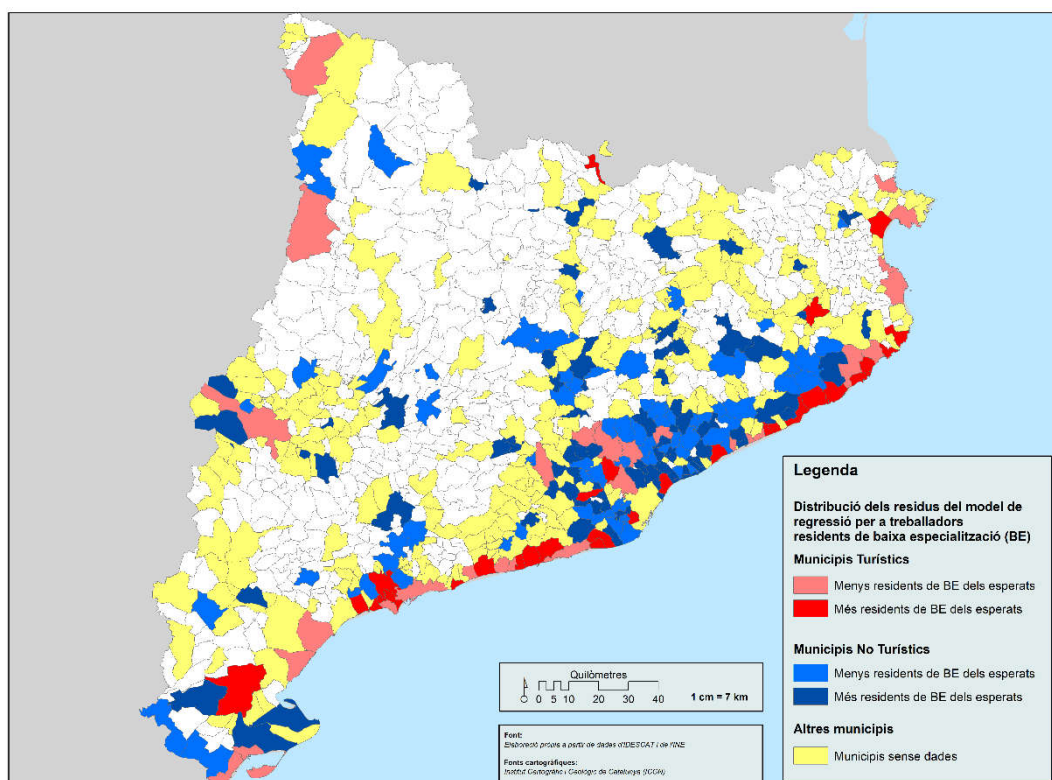 Legenda
Distribució dels residus del model de
regressió per a treballadors
residents de baixa especialització (BE)
Municipis Turístics
Menys residents de BE dels esperats
Més residents de BE dels esperats
Municipis No Turístics
Menys residents de BE dels esperats
Més residents de BE dels esperats
Altres municipis
Municipis sense dades
Quilòmetres
0 5 10 20 30 40
1 cm = 7 km
Font:
Elaboració pròpia a partir de dades d'IDESCAT i de l'INE
Fonts cartogràfiques:
Institut Cartogràfic i Geològic de Catalunya (ICGN)